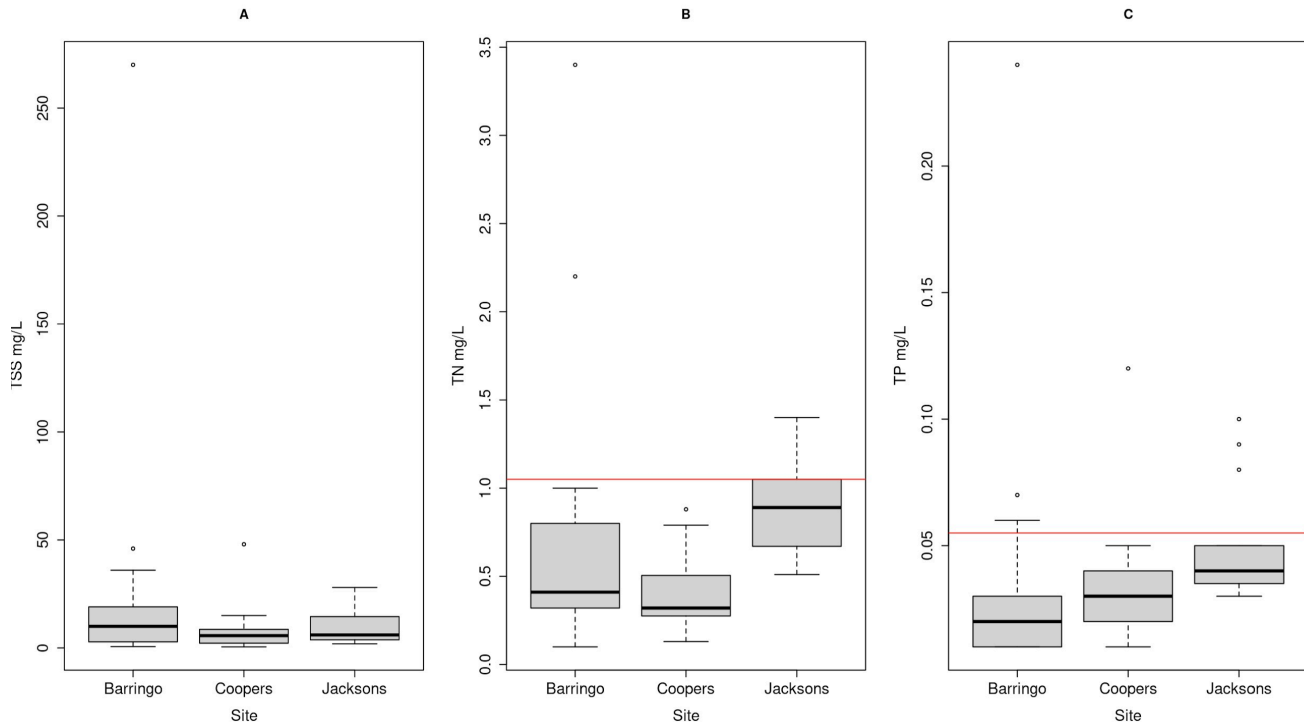 A
TSS mg/L
250
200
150
100
50
0
Barringo Coopers Jacksons
Site
B
TN mg/L
3.5
3.0
2.5
2.0
1.5
1.0
0.5
0.0
Barringo Coopers Jacksons
Site
C
TP mg/L
0.20
0.15
0.10
0.05
Barringo Coopers Jacksons
Site